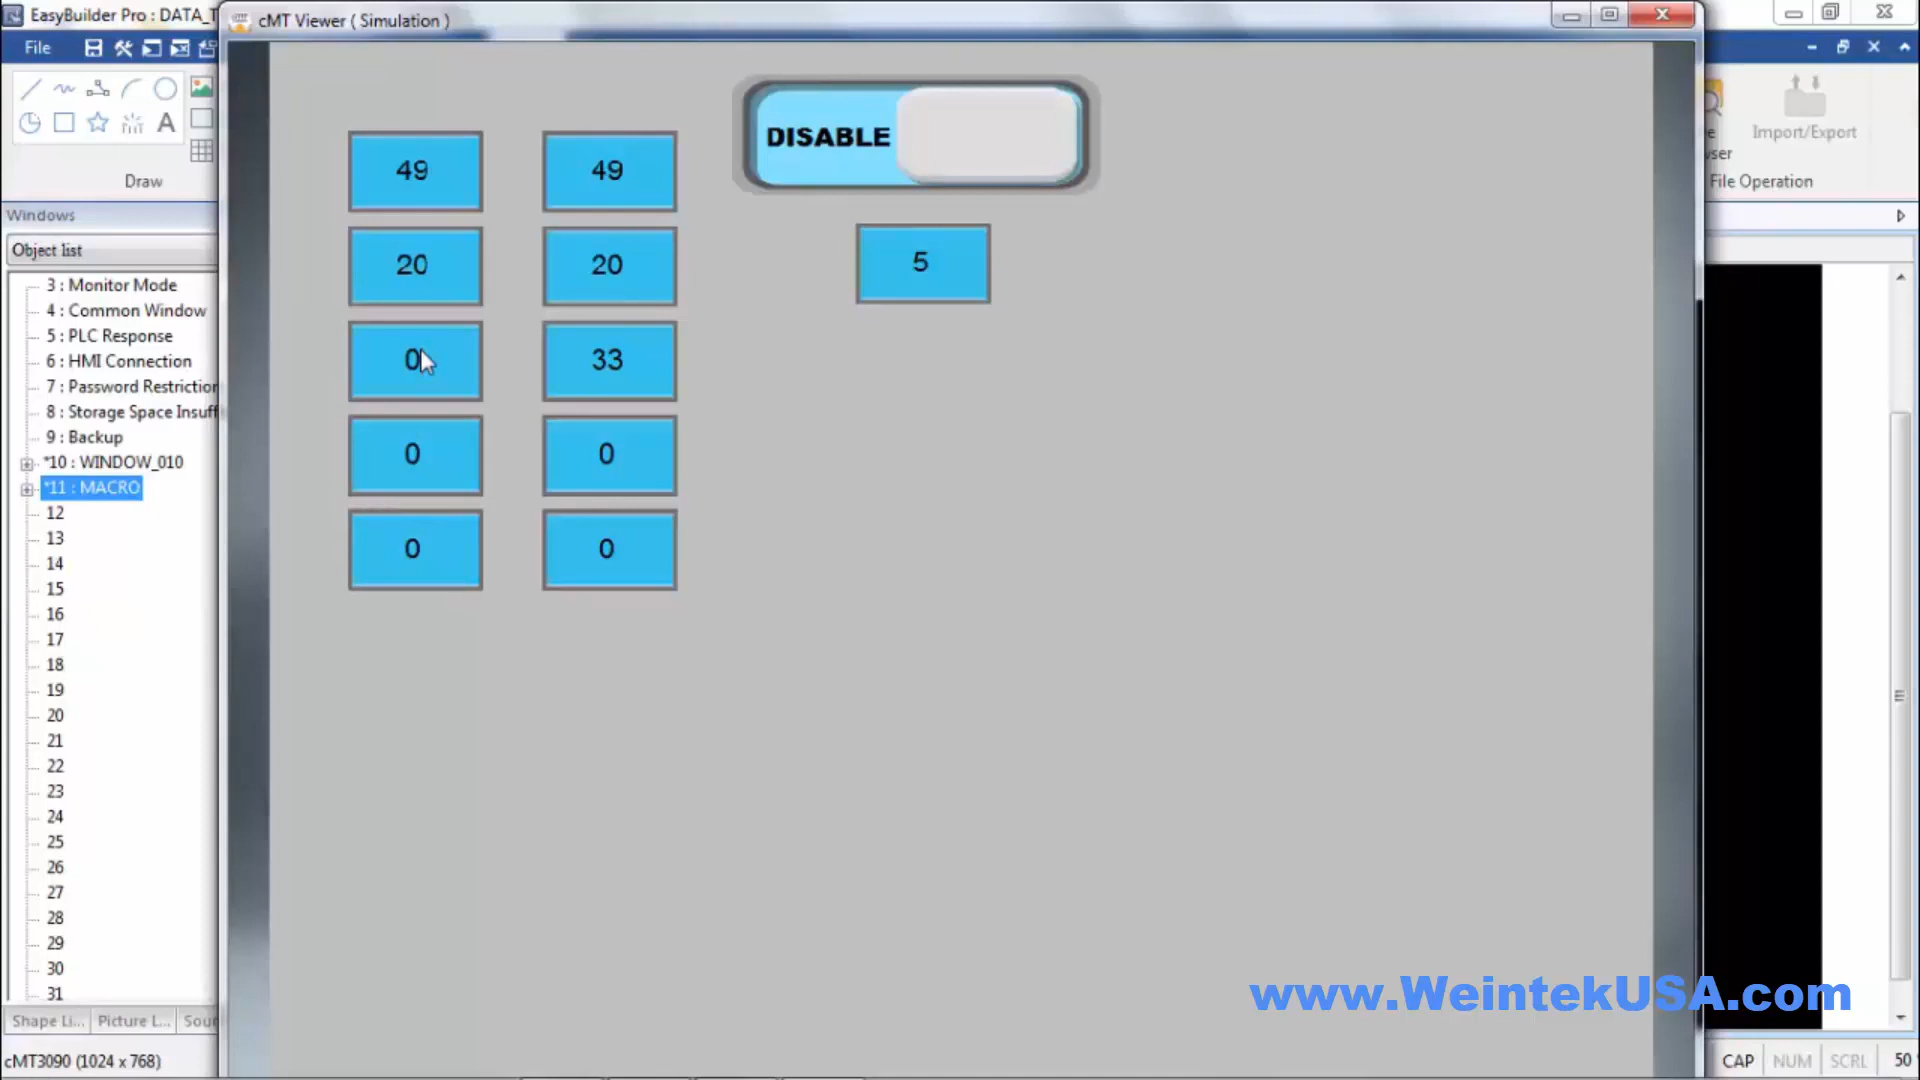 EasyBuilder Pro : DATA_T
cMT Viewer ( Simulation )
File
A
Draw
Import/Export
File Operation
Windows
Object list
3 : Monitor Mode
4 : Common Window
5 : PLC Response
6 : HMI Connection
7 : Password Restriction
8 : Storage Space Insuff
9 : Backup
*10 : WINDOW_010
*11 : MACRO
12
13
14
15
16
17
18
19
20
21
22
23
24
25
26
27
28
29
30
31
Shape Li...
Picture L...
Sour
cMT3090 (1024 x 768)
DISABLE
49 49
20 20
5
0 33
0 0
0 0
www.WeintekUSA.com
CAP NUM SCRL 50